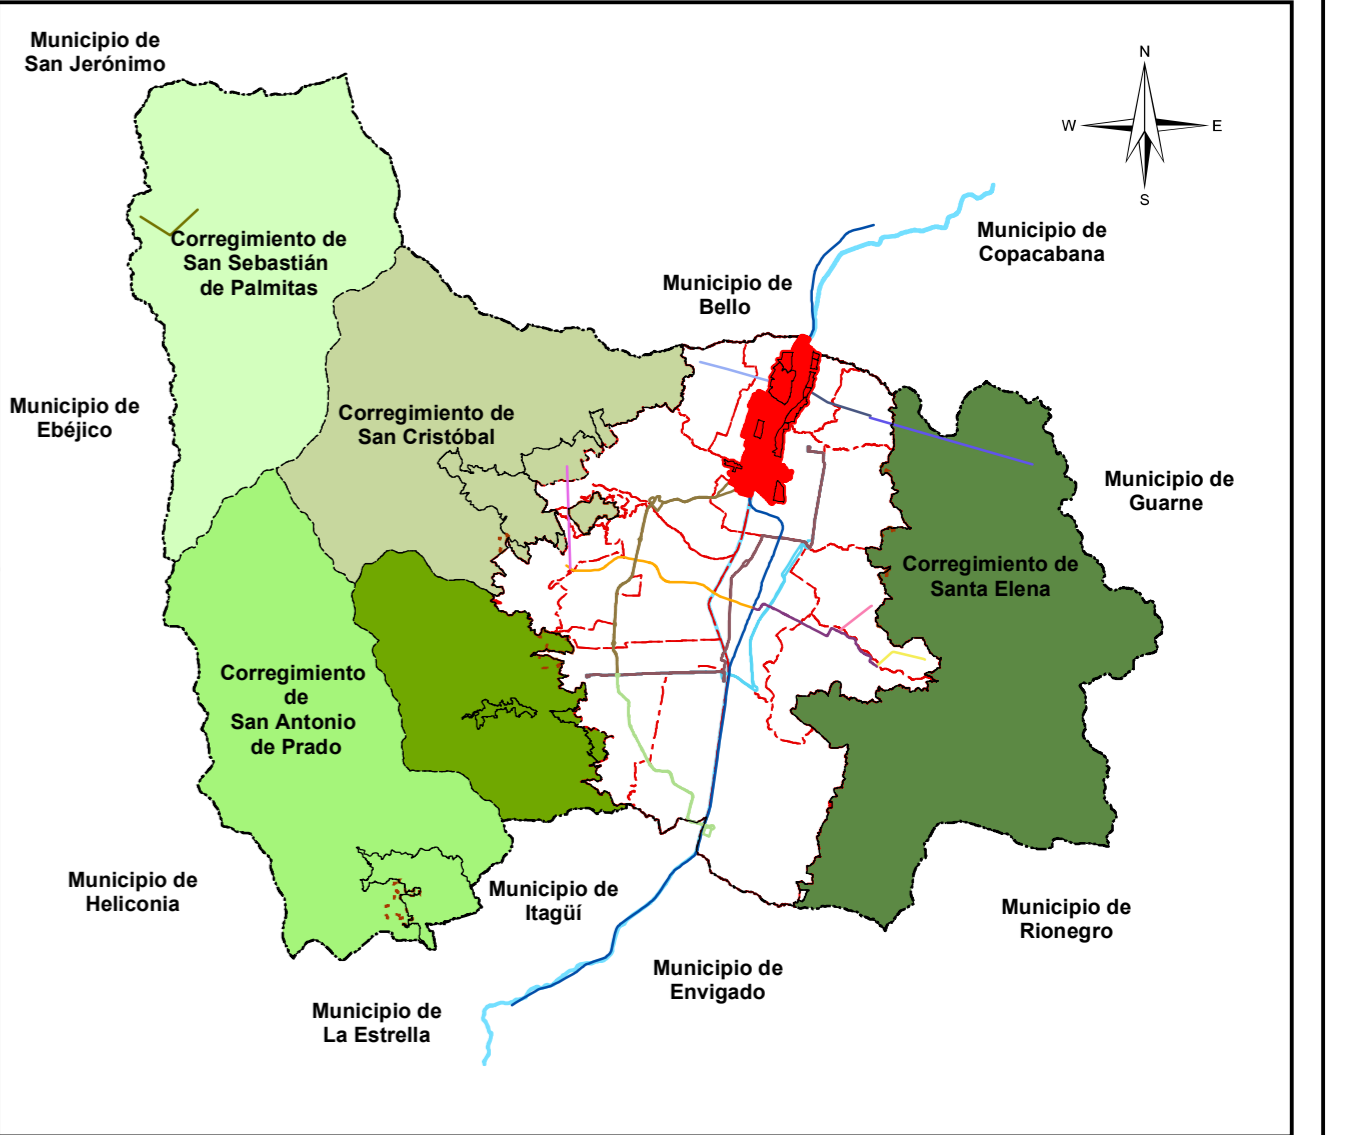 Municipio de
San Jerónimo
N
W
E
S
Municipio de
Copacabana
Corregimiento de
San Sebastián
de Palmitas
Municipio de
Bello
Municipio de
Ebéjico
Corregimiento de
San Cristóbal
Municipio de
Guarne
Corregimiento de
Santa Elena
Corregimiento
de
San Antonio
de Prado
Municipio de
Heliconia
Municipio de
Itagüí
Municipio de
Rionegro
Municipio de
Envigado
Municipio de
La Estrella